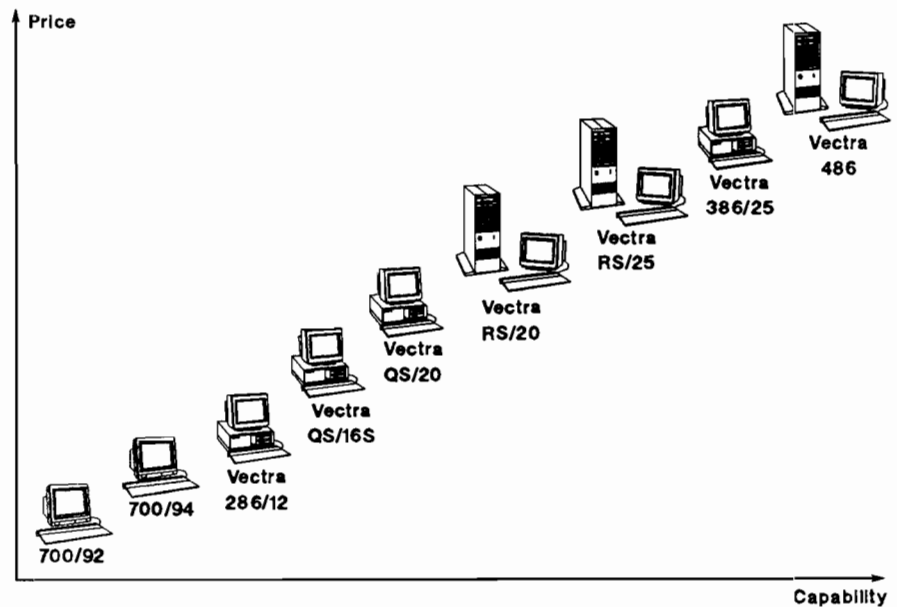 Price
Vectra
486
Vectra
386/25
Vectra
RS/25
Vectra
RS/20
Vectra
QS/20
Vectra
QS/16S
Vectra
286/12
700/94
700/92
Capability